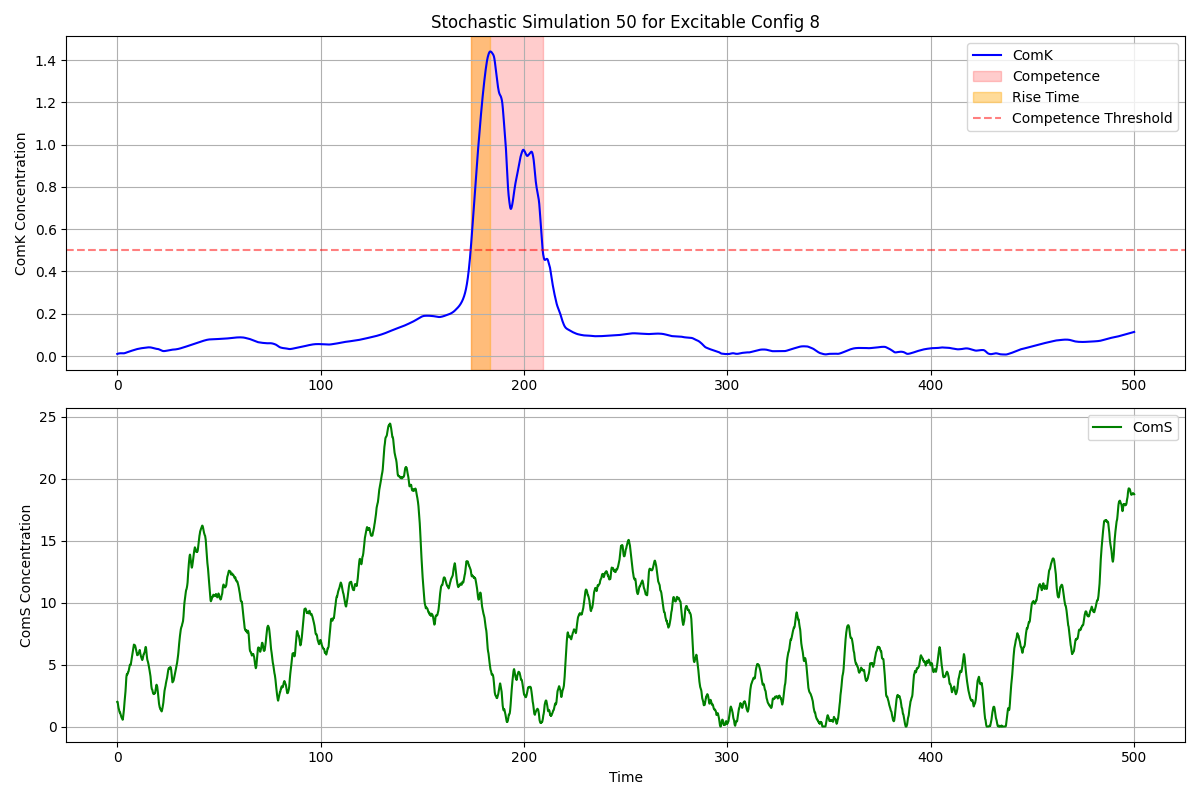 Stochastic Simulation 50 for Excitable Config 8
ComK Concentration
1.4
1.2
1.0
0.8
0.6
0.4
0.2
0.0
ComK
Competence
Rise Time
Competence Threshold
0 100 200 300 400 500
ComS Concentration
25
20
15
10
5
0
ComS
0 100 200 300 400 500
Time